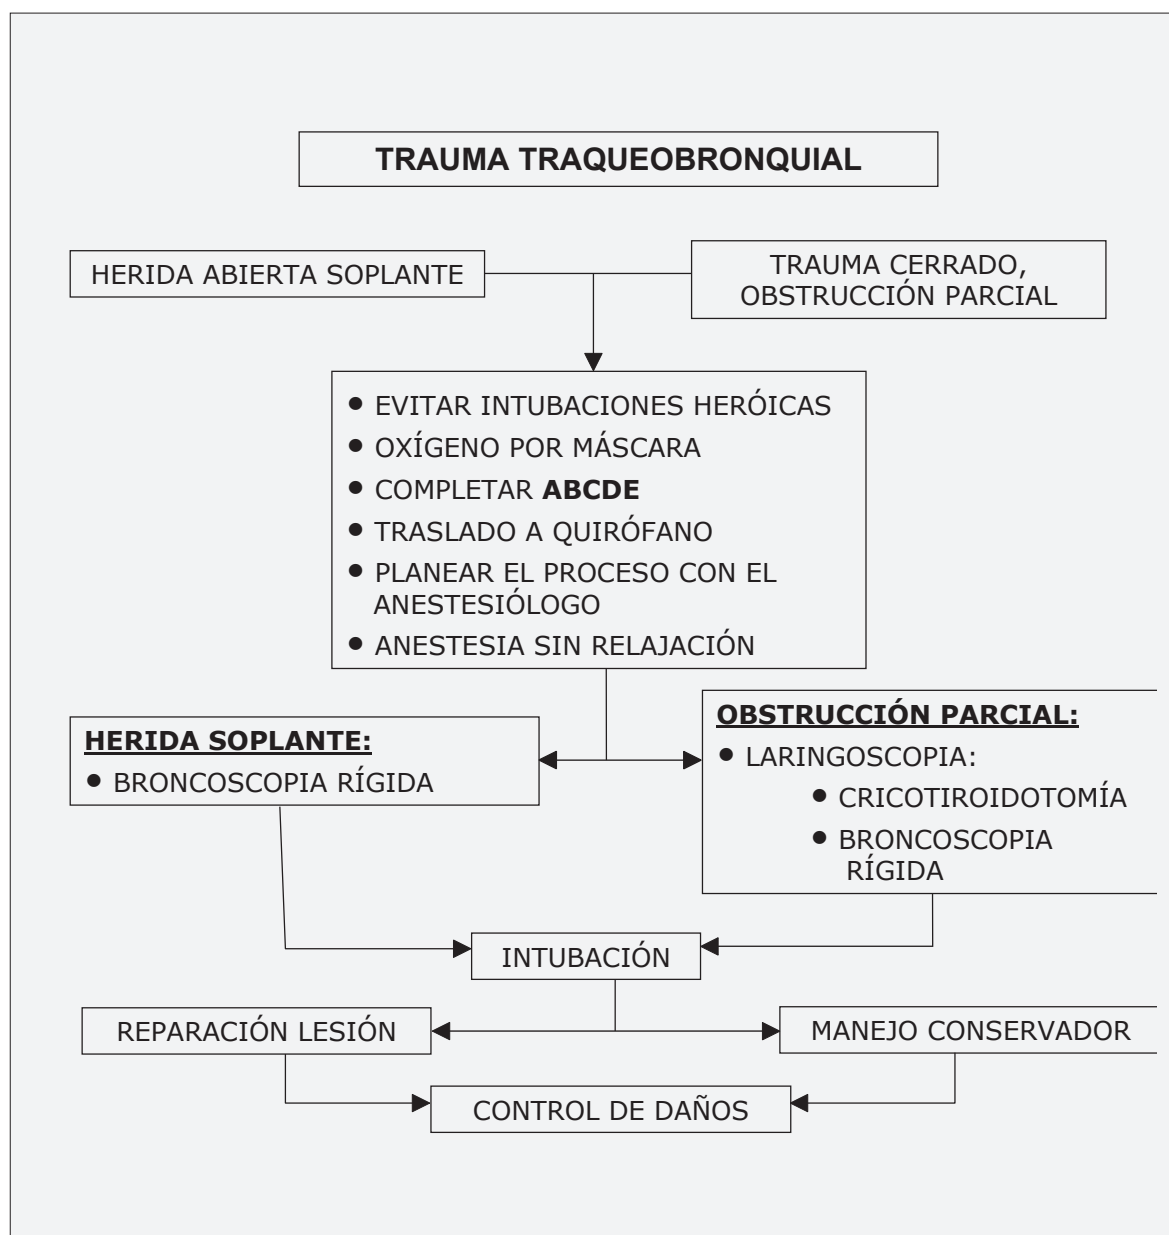 TRAUMA TRAQUEOBRONQUIAL
HERIDA ABIERTA SOPLANTE
TRAUMA CERRADO,
OBSTRUCCIÓN PARCIAL
• EVITAR INTUBACIONES HERÓICAS
• OXÍGENO POR MÁSCARA
• COMPLETAR ABCDE
• TRASLADO A QUIRÓFANO
• PLANEAR EL PROCESO CON EL
ANESTESIÓLOGO
• ANESTESIA SIN RELAJACIÓN
HERIDA SOPLANTE:
• BRONCOSCOPIA RÍGIDA
OBSTRUCCIÓN PARCIAL:
• LARINGOSCOPIA:
• CRICOTIROIDOTOMÍA
• BRONCOSCOPIA
RÍGIDA
INTUBACIÓN
REPARACIÓN LESIÓN
MANEJO CONSERVADOR
CONTROL DE DAÑOS